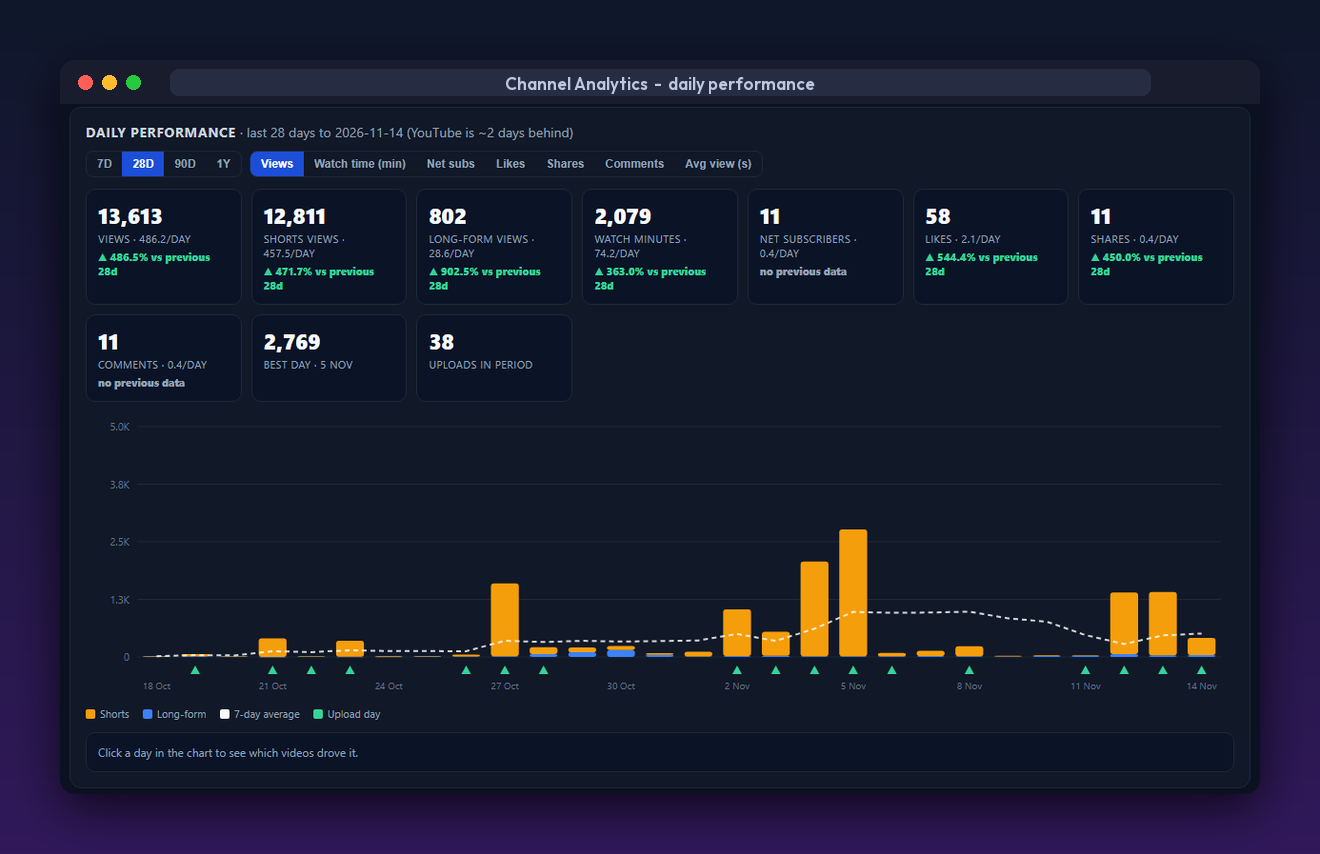 Channel Analytics - daily performance
DAILY PERFORMANCE · last 28 days to 2026-11-14 (YouTube is ~2 days behind)
7D 28D 90D 1Y Views Watch time (min) Net subs Likes Shares Comments Avg view (s)
13,613
VIEWS · 486.2/DAY
▲ 486.5% vs previous
28d
12,811
SHORTS VIEWS ·
457.5/DAY
▲ 471.7% vs previous
28d
802
LONG-FORM VIEWS ·
28.6/DAY
▲ 902.5% vs previous
28d
2,079
WATCH MINUTES ·
74.2/DAY
▲ 363.0% vs previous
28d
11
NET SUBSCRIBERS ·
0.4/DAY
no previous data
58
LIKES · 2.1/DAY
▲ 544.4% vs previous
28d
11
SHARES · 0.4/DAY
▲ 450.0% vs previous
28d
11
COMMENTS · 0.4/DAY
no previous data
2,769
BEST DAY · 5 NOV
38
UPLOADS IN PERIOD
5.0K
3.8K
2.5K
1.3K
0
18 Oct 21 Oct 24 Oct 27 Oct 30 Oct 2 Nov 5 Nov 8 Nov 11 Nov 14 Nov
Shorts Long-form 7-day average Upload day
Click a day in the chart to see which videos drove it.